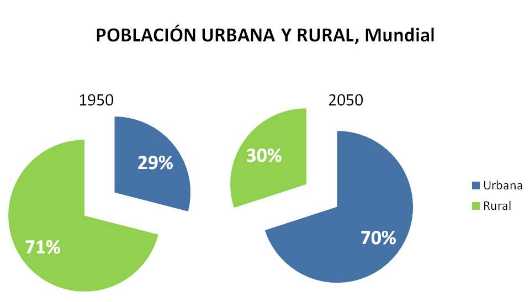 POBLACIÓN URBANA Y RURAL, Mundial
1950
2050
29%
71%
30%
70%
Urbana
Rural